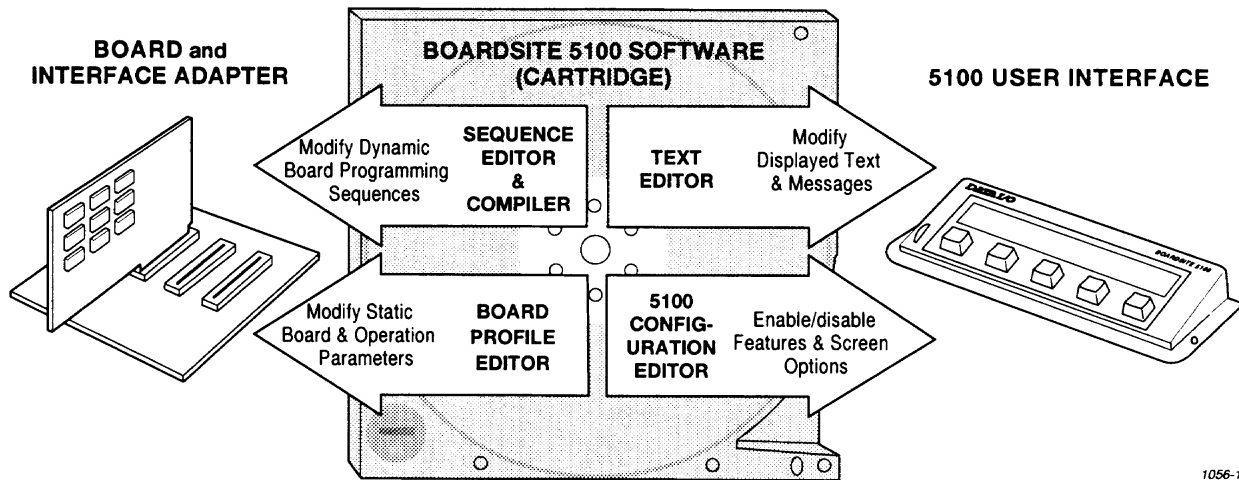 BOARD and
INTERFACE ADAPTER
BOARDSITE 5100 SOFTWARE
(CARTRIDGE)
5100 USER INTERFACE
Modify Dynamic
Board Programming
Sequences
SEQUENCE
EDITOR
&
COMPILER
TEXT
EDITOR
Modify
Displayed Text
& Messages
DATA I/O
BOARDSITE 5100
Modify Static
Board & Operation
Parameters
BOARD
PROFILE
EDITOR
5100
CONFIG-
URATION
EDITOR
Enable/disable
Features & Screen
Options
1056-1